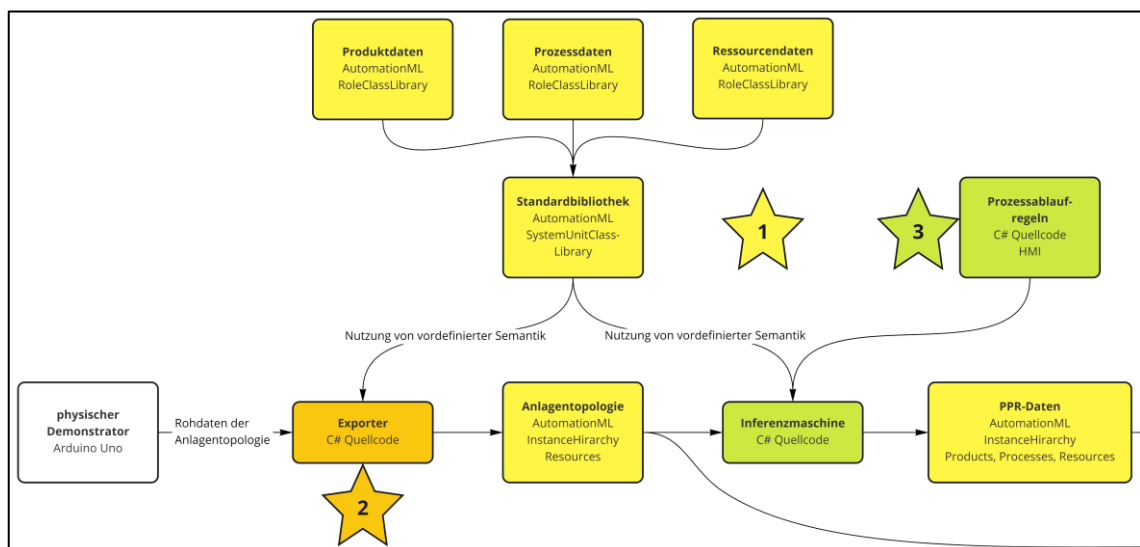 Produktdaten
AutomationML
RoleClassLibrary
Prozessdaten
AutomationML
RoleClassLibrary
Ressourcendaten
AutomationML
RoleClassLibrary
Standardbibliothek
AutomationML
SystemUnitClass-
Library
1
3
Prozessablauf-
regeln
C# Quellcode
HMI
Nutzung von vordefinierter Semantik
Nutzung von vordefinierter Semantik
physischer
Demonstrator
Arduino Uno
Rohdaten der
Anlagentopologie
Exporter
C# Quellcode
2
Anlagentopologie
AutomationML
InstanceHirarchy
Resources
Inferenzmaschine
C# Quellcode
PPR-Daten
AutomationML
InstanceHirarchy
Products, Processes, Resources